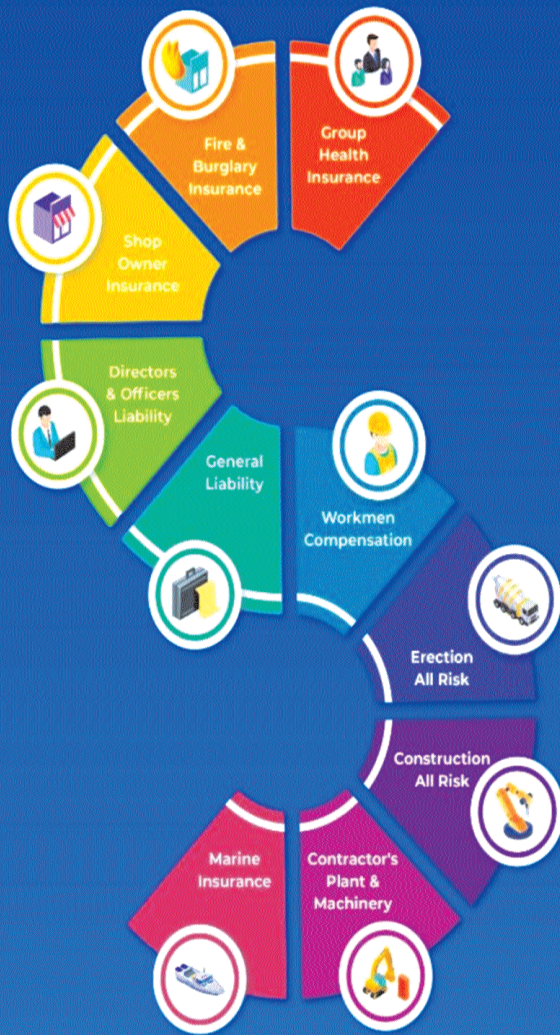 Group
Health
Insurance
Fire &
Burglary
Insurance
Shop
Owner
Insurance
Directors
& Officers
Liability
General
Liability
Workmen
Compensation
Erection
All Risk
Construction
All Risk
Contractor's
Plant &
Machinery
Marine
Insurance